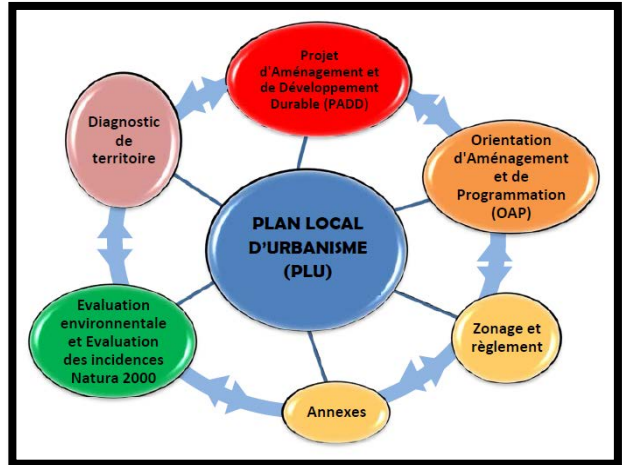 Projet
d'Aménagement et
de Développement
Durable (PADD)
Diagnostic
de
territoire
Orientation
d'Aménagement
et de
Programmation
(OAP)
PLAN LOCAL
D'URBANISME
(PLU)
Evaluation
environnementale
et Evaluation
des incidences
Natura 2000
Zonage et
règlement
Annexes